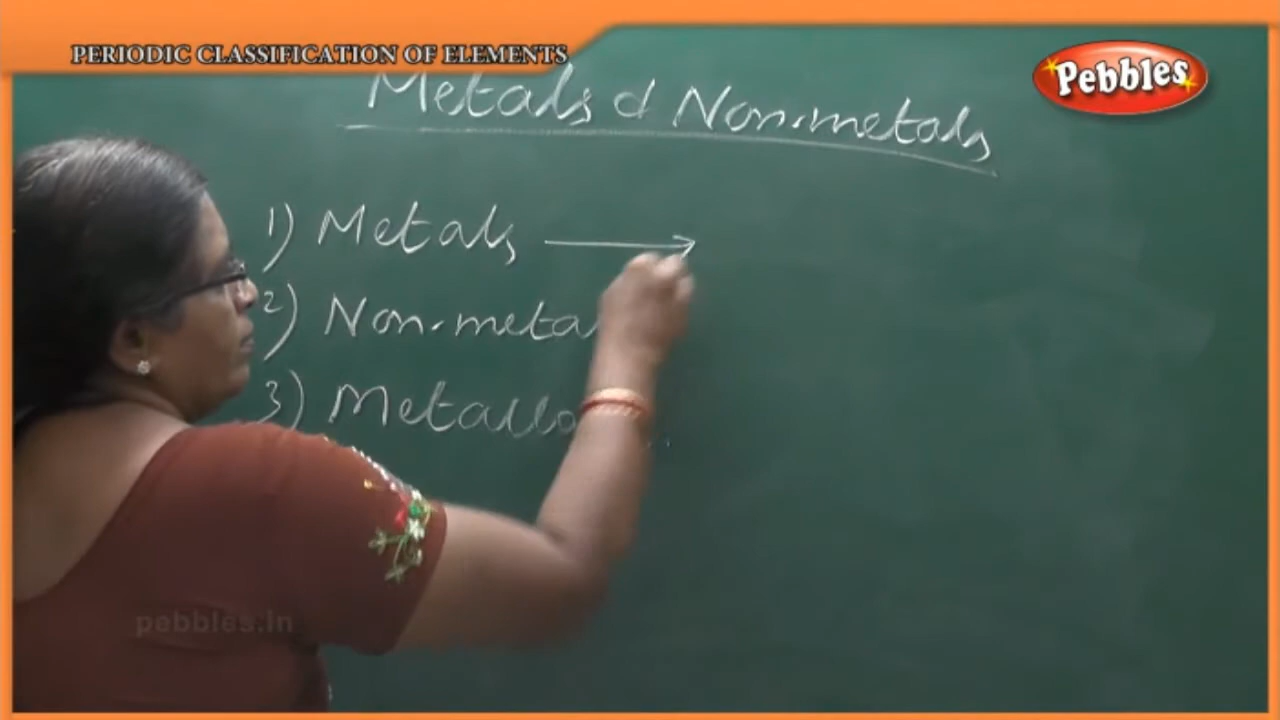 PERIODIC CLASSIFICATION OF ELEMENTS
Pebbles
Metals & Non-metals
1) Metals →
2) Non-meta
3) Metallo
pebbles.in